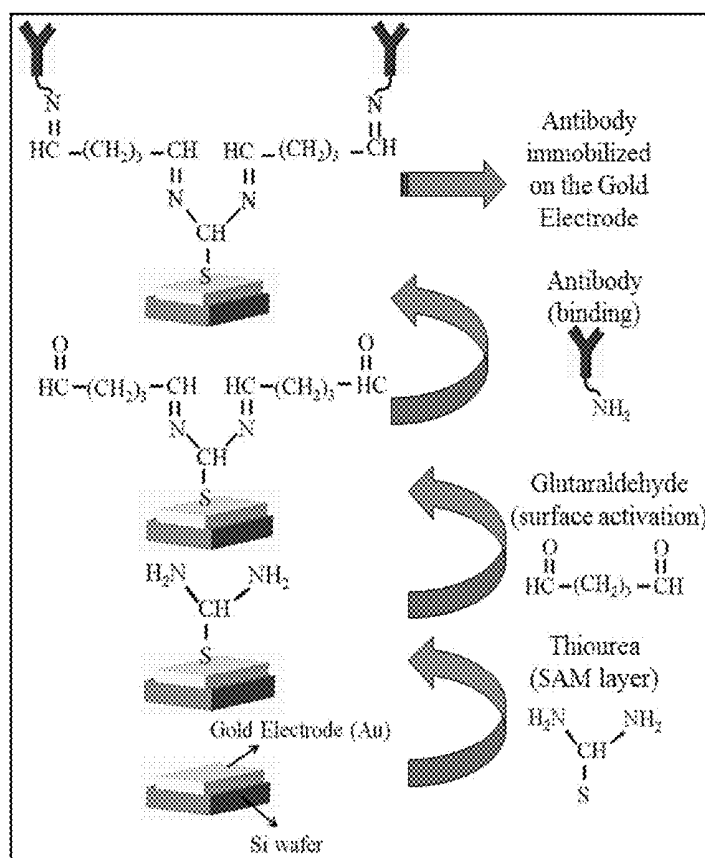 N N
HC -(CH₂)₃-CH HC -(CH₂)₃-CH
N N
CH
S
Antibody
immobilized
on the Gold
Electrode
Antibody
(binding)
NH₂
O O
HC-(CH₂)₃-CH HC-(CH₂)₃-HC
N N
CH
S
Glutaraldehyde
(surface activation)
O O
HC -(CH₂)₃-CH
H₂N NH₂
CH
S
Thiourea
(SAM layer)
H₂N NH₂
CH
S
Gold Electrode (Au)
Si wafer